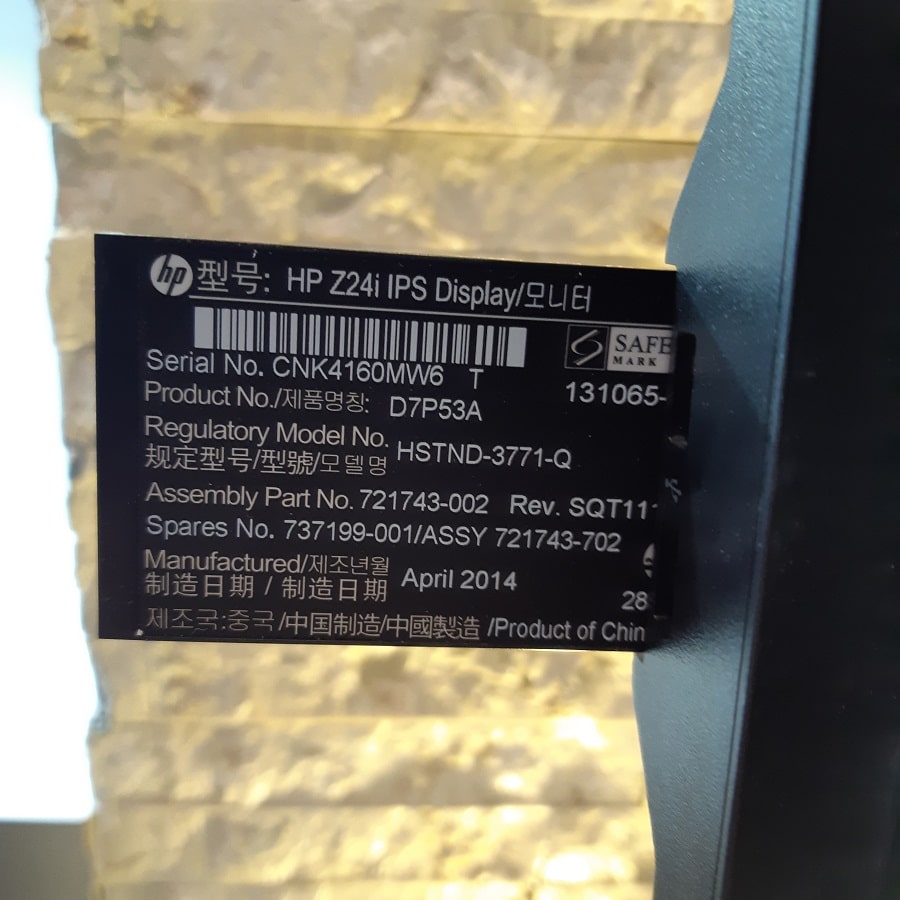 hp 型号: HP Z24i IPS Display/모니터
SAFE
MARK
Serial No. CNK4160MW6 T
131065-
Product No./제품명칭: D7P53A
Regulatory Model No.
规定型号/型號/모델명 HSTND-3771-Q
Assembly Part No. 721743-002 Rev. SQT11
Spares No. 737199-001/ASSY 721743-702
Manufactured/제조년월
制造日期 / 制造日期 April 2014
28
제조국:중국/中国制造/中國製造 /Product of Chin